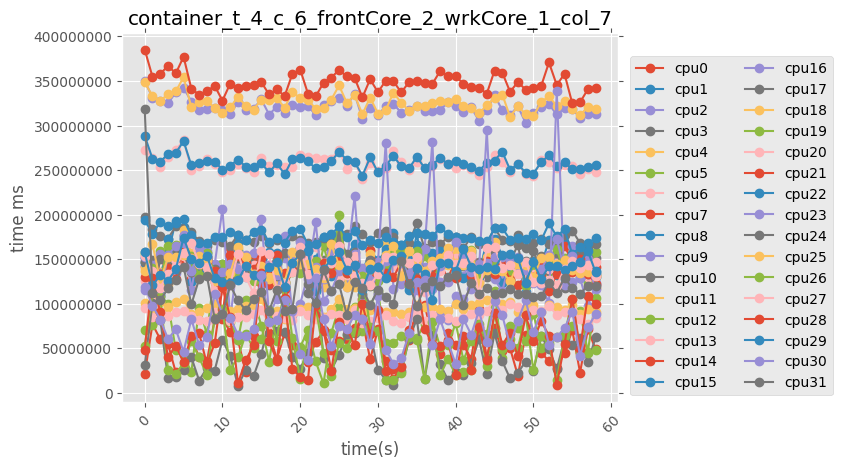 container_t_4_c_6_frontCore_2_wrkCore_1_col_7
400000000
350000000
300000000
250000000
200000000
150000000
100000000
50000000
0
time ms
0
10
20
30
40
50
60
time(s)
cpu0
cpu1
cpu2
cpu3
cpu4
cpu5
cpu6
cpu7
cpu8
cpu9
cpu10
cpu11
cpu12
cpu13
cpu14
cpu15
cpu16
cpu17
cpu18
cpu19
cpu20
cpu21
cpu22
cpu23
cpu24
cpu25
cpu26
cpu27
cpu28
cpu29
cpu30
cpu31